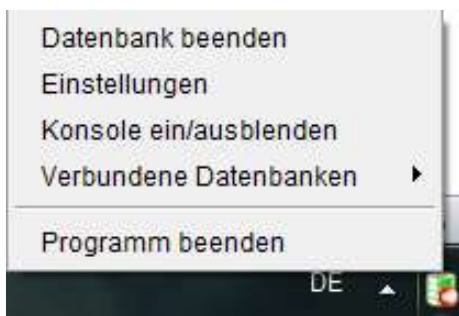 Datenbank beenden
Einstellungen
Konsole ein/ausblenden
Verbundene Datenbanken
Programm beenden
DE